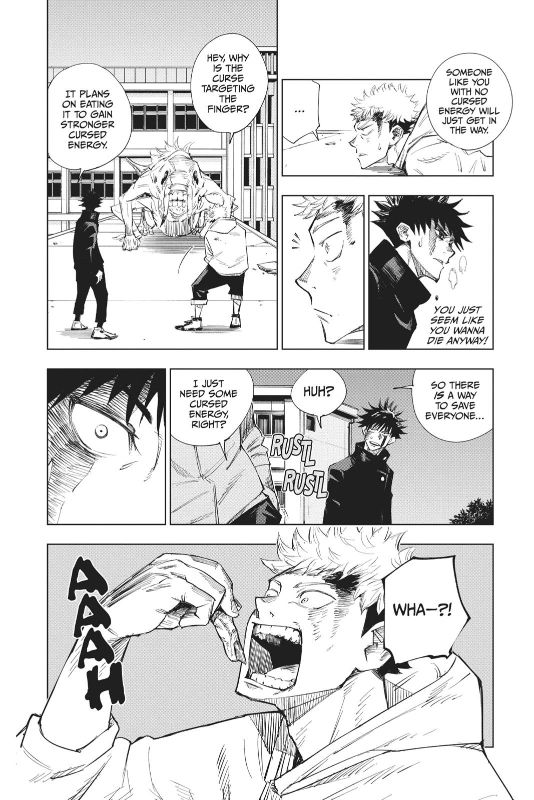 SOMEONE
LIKE YOU
WITH NO
CURSED
ENERGY WILL
JUST GET IN
THE WAY.
...
HEY, WHY
IS THE
CURSE
TARGETING
THE
FINGER?
IT PLANS
ON EATING
IT TO GAIN
STRONGER
CURSED
ENERGY.
YOU JUST
SEEM LIKE
YOU WANNA
DIE ANYWAY!
SO THERE
IS A WAY
TO SAVE
EVERYONE...
HUH?
RUSTL
RUSTL
I JUST
NEED SOME
CURSED
ENERGY,
RIGHT?
WHA—?!
AAAH